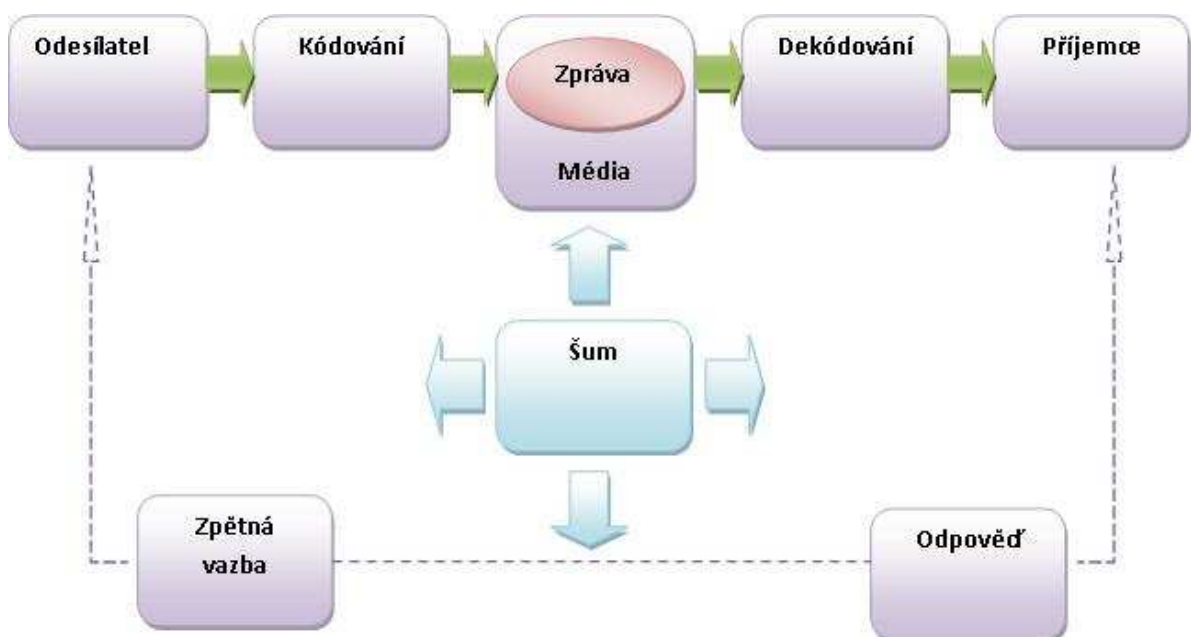 Odesílatel
Kódování
Zpráva
Média
Dekódování
Příjemce
Šum
Zpětná
vazba
Odpověď